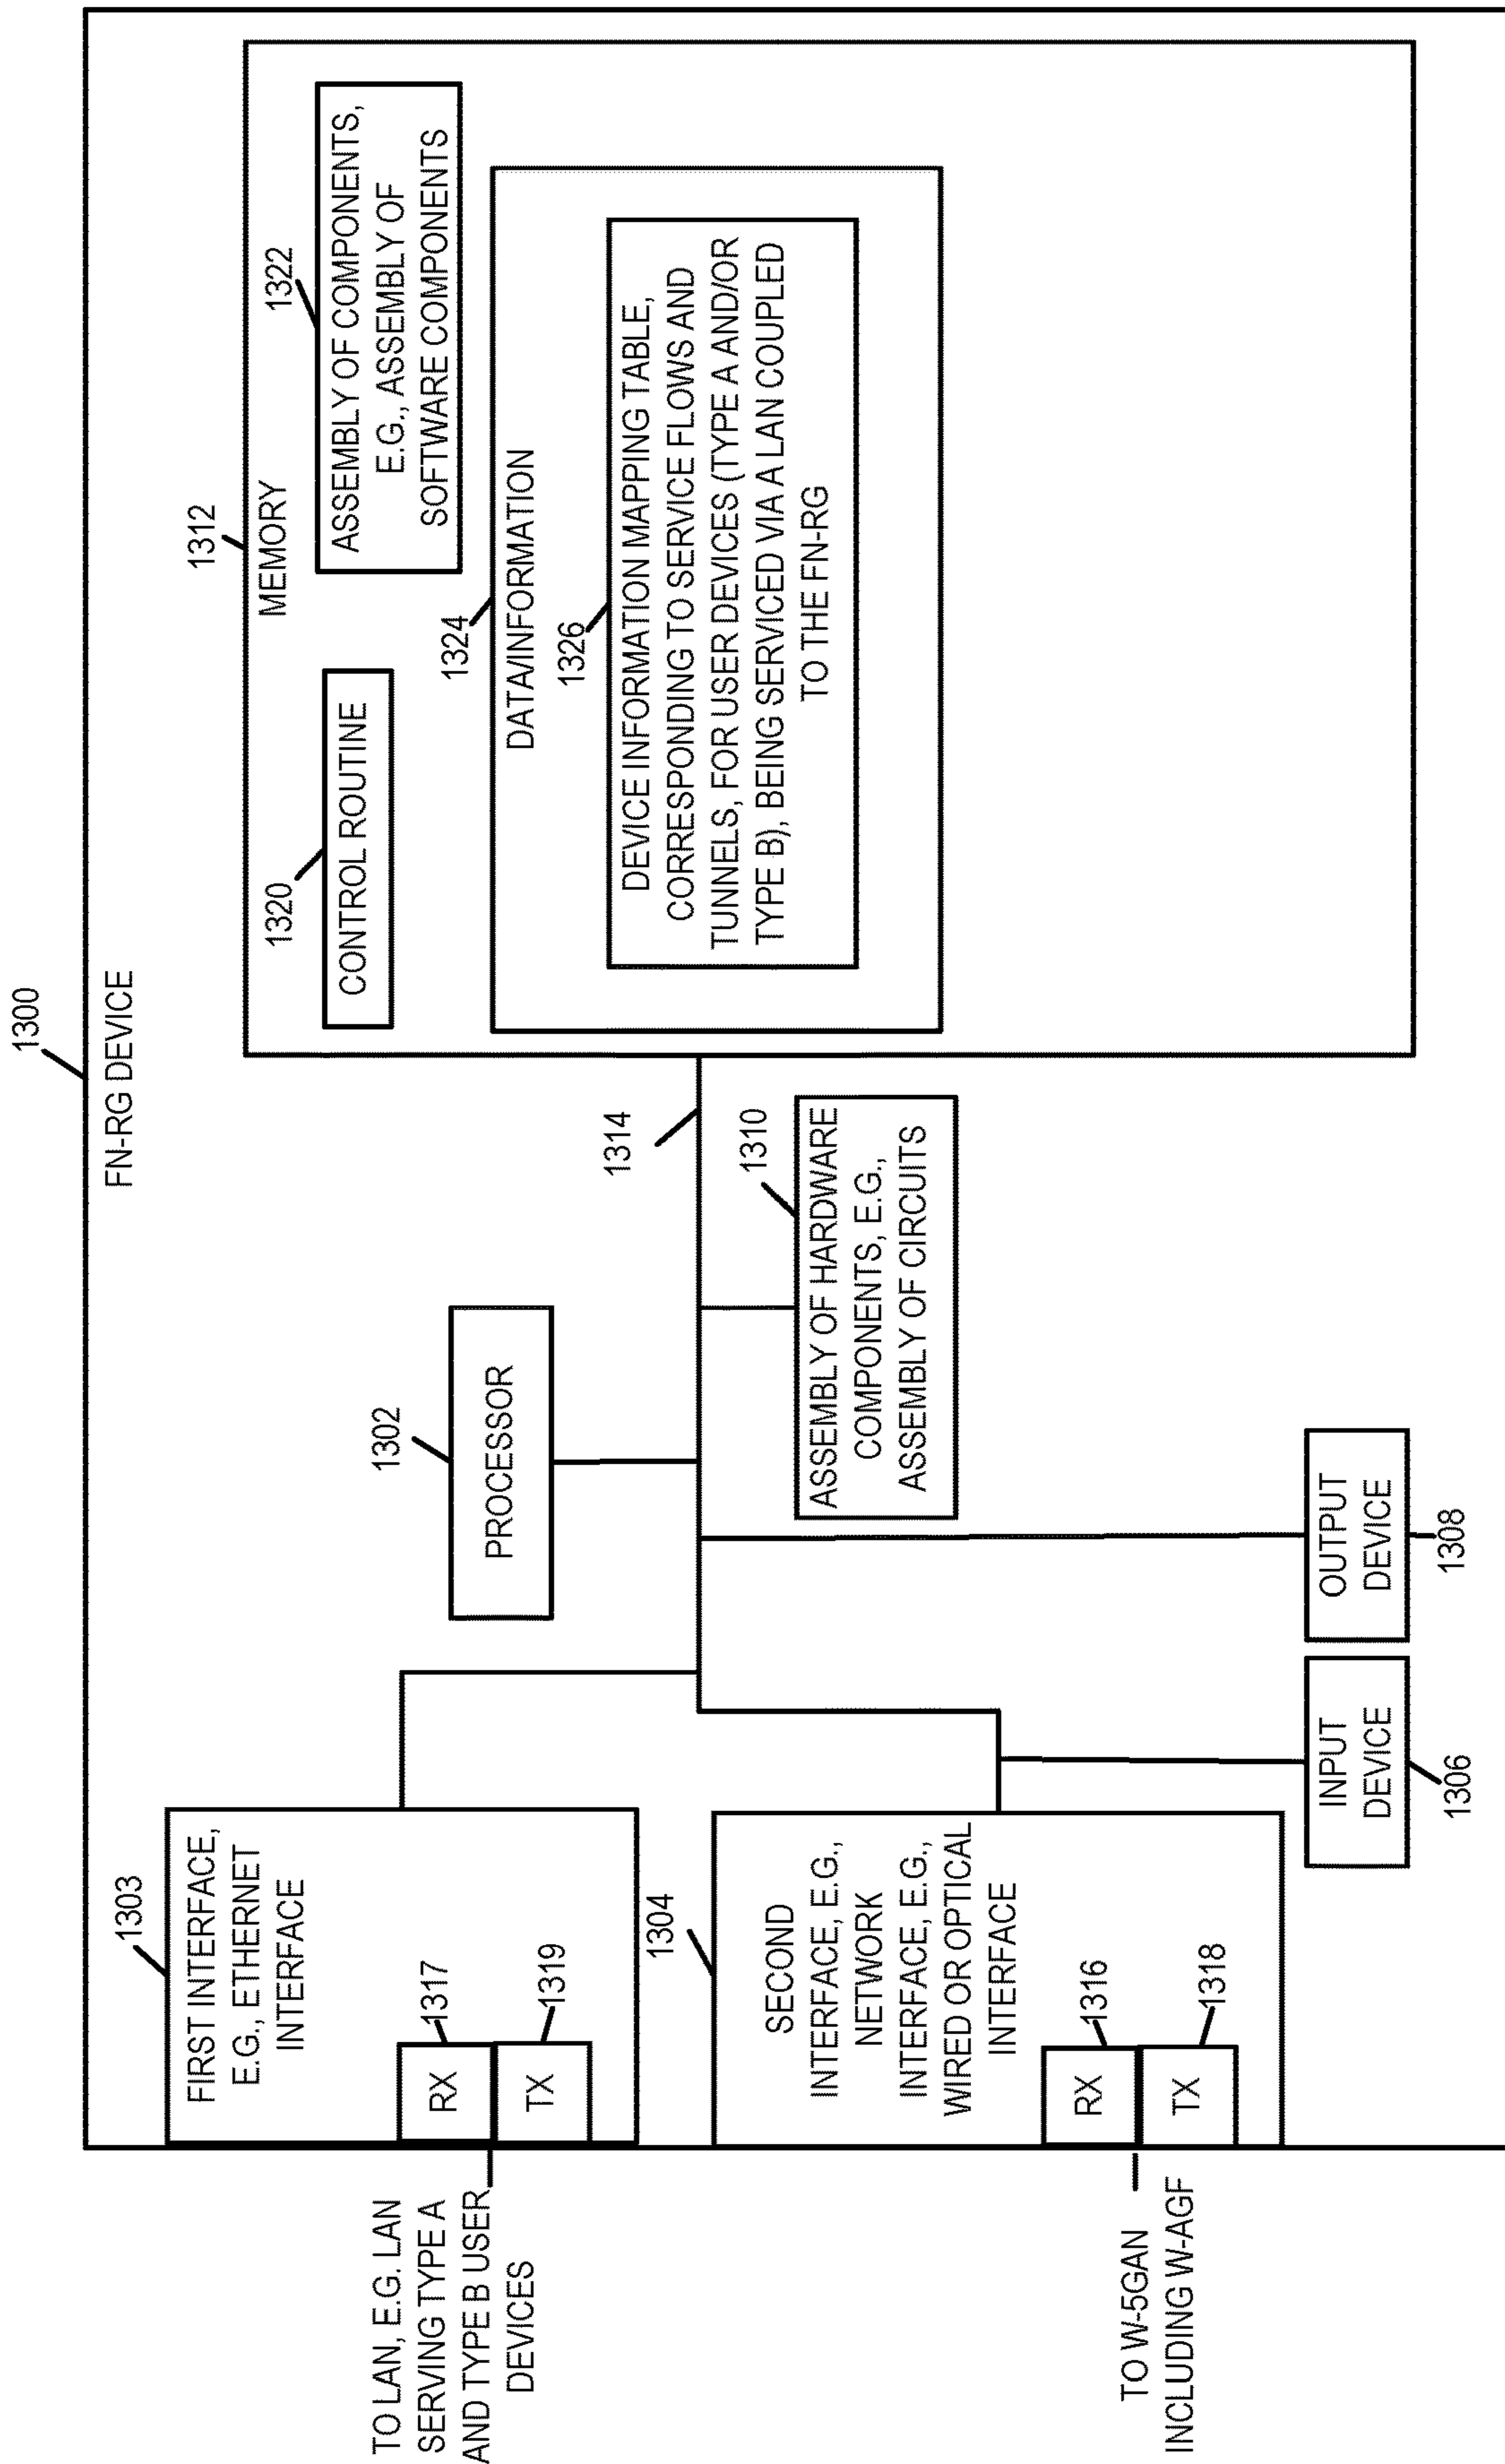 1300
FN-RG DEVICE
1303
FIRST INTERFACE,
E.G., ETHERNET
INTERFACE
RX
1317
TX
1319
TO LAN, E.G. LAN
SERVING TYPE A
AND TYPE B USER
DEVICES
1304
SECOND
INTERFACE, E.G.,
NETWORK
INTERFACE, E.G.,
WIRED OR OPTICAL
INTERFACE
RX
1316
TX
1318
TO W-5GAN
INCLUDING W-AGF
1302
PROCESSOR
1314
1310
ASSEMBLY OF HARDWARE
COMPONENTS, E.G.,
ASSEMBLY OF CIRCUITS
INPUT
DEVICE
1306
OUTPUT
DEVICE
1308
1312
MEMORY
1320
CONTROL ROUTINE
1322
ASSEMBLY OF COMPONENTS,
E.G., ASSEMBLY OF
SOFTWARE COMPONENTS
1324
DATA/INFORMATION
1326
DEVICE INFORMATION MAPPING TABLE,
CORRESPONDING TO SERVICE FLOWS AND
TUNNELS, FOR USER DEVICES (TYPE A AND/OR
TYPE B), BEING SERVICED VIA A LAN COUPLED
TO THE FN-RG